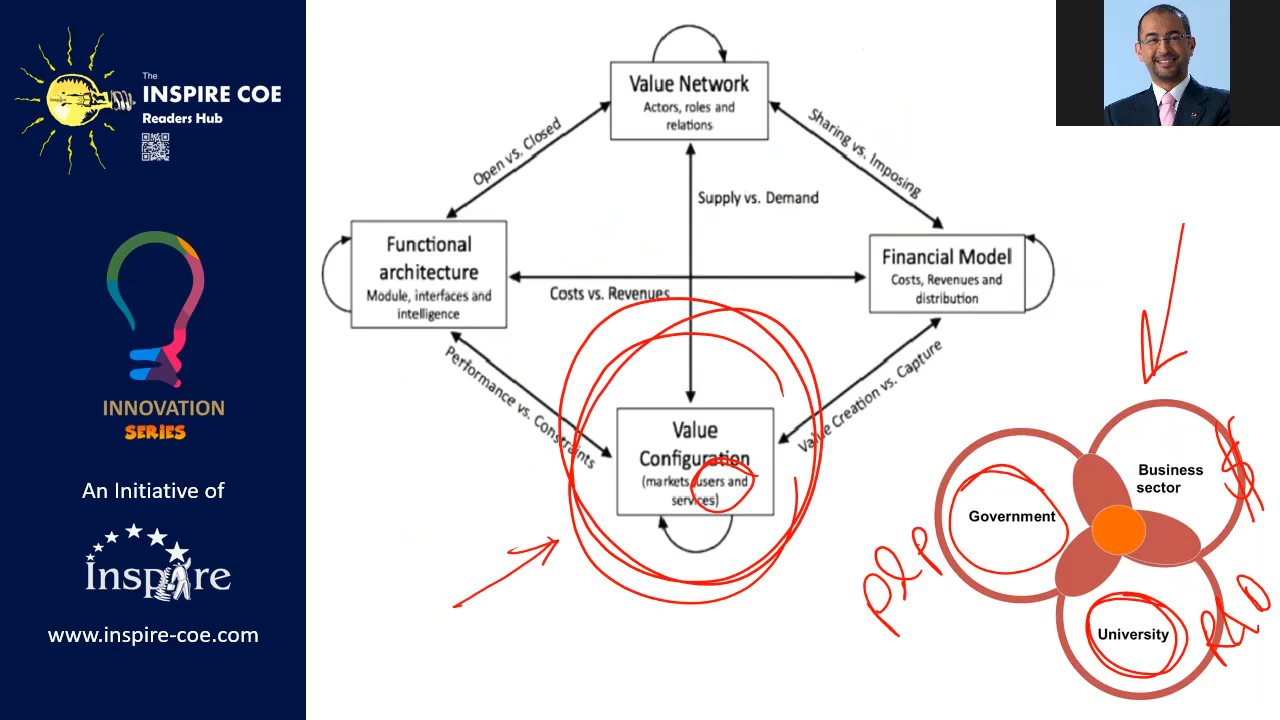 The
INSPIRE COE
Readers Hub
INNOVATION
SERIES
An Initiative of
Inspire
www.inspire-coe.com
Value Network
Actors, roles and
relations
Open vs. Closed
Sharing vs. Imposing
Supply vs. Demand
Functional
architecture
Module, interfaces and
intelligence
Financial Model
Costs, Revenues and
distribution
Costs vs. Revenues
Performance vs. Constraints
Value Creation vs. Capture
Value
Configuration
(markets, users and
services)
Business
sector
$
Government
P&P
University
R&D